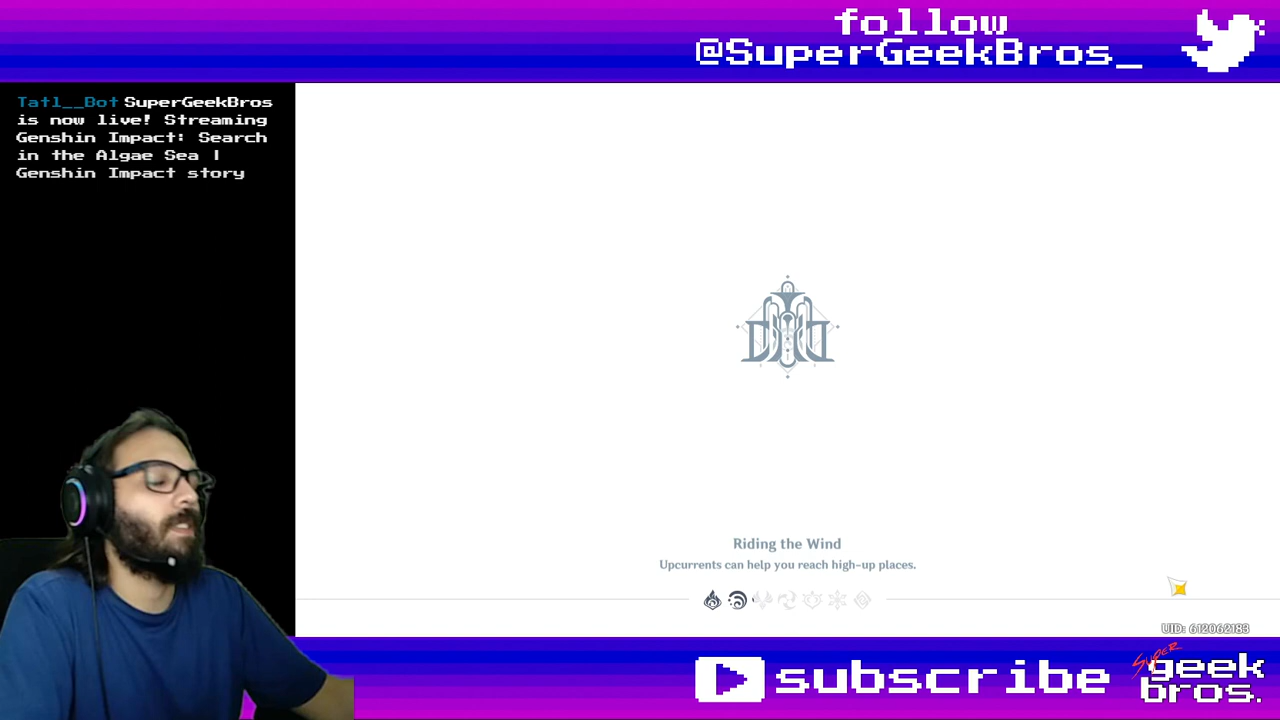 follow
@SuperGeekBros_
Tatl__Bot SuperGeekBros
is now live! Streaming
Genshin Impact: Search
in the Algae Sea |
Genshin Impact story
Riding the Wind
Upcurrents can help you reach high-up places.
UID: 612062183
subscribe
SUPER
geek
bros.